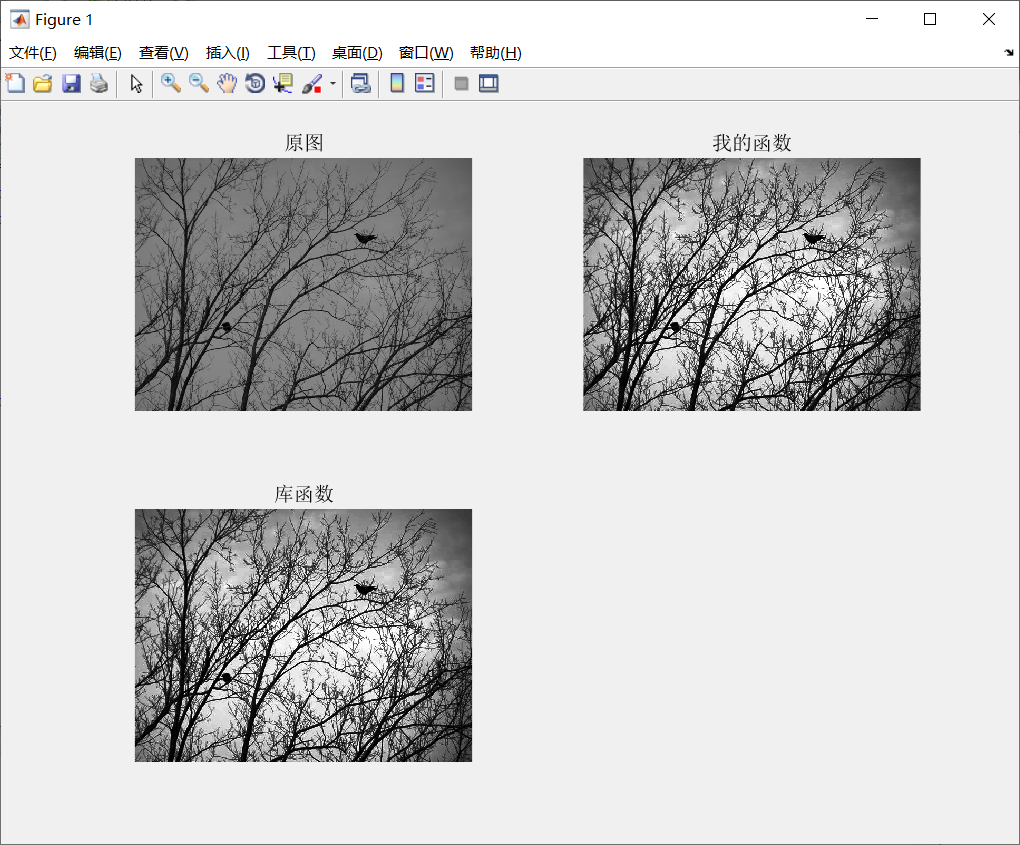 Figure 1
文件(F) 编辑(E) 查看(V) 插入(I) 工具(T) 桌面(D) 窗口(W) 帮助(H)
原图
我的函数
库函数